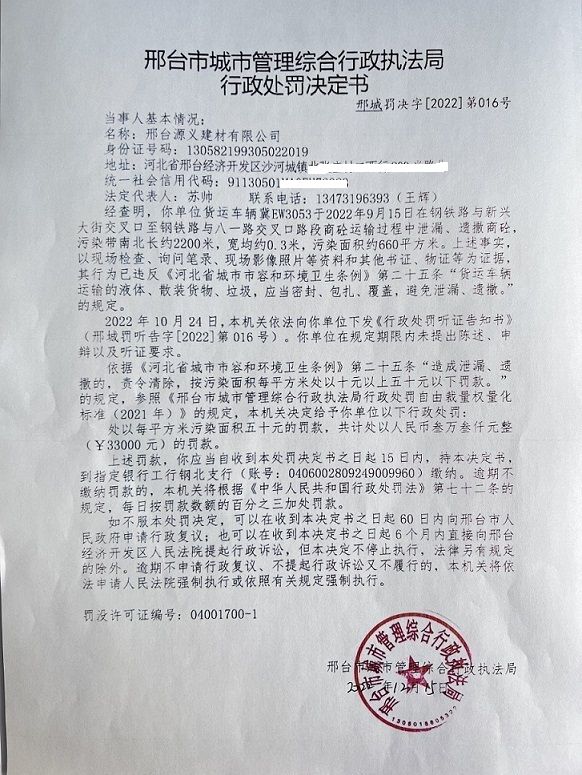 邢台市城市管理综合行政执法局
行政处罚决定书
邢城罚决字[2022]第016号
当事人基本情况;
名称: 邢台源义建材有限公司
身份证号码: 130582199305022019
地址: 河北省邢台经济开发区沙河城镇
统一社会信用代码: 91130501
法定代表人: 苏帅 联系电话: 13473196393 (王辉)
经查明, 你单位货运车辆冀EW3053于2022年9月15日在钢铁路与新兴
大街交叉口至钢铁路与八一路交叉口路段商砼运输过程中泄漏、遗撒商砼,
污染带南北长约2200米, 宽均约0.3米, 污染面积约660平方米。上述事实,
以现场检查、询问笔录、现场影像照片等资料和其他书证、物证等为证据,
其行为已违反《河北省城市市容和环境卫生条例》第二十五条“货运车辆
运输的液体、散装货物、垃圾, 应当密封、包扎、覆盖, 避免泄漏、遗撒。”
的规定。
2022 年 10 月 24 日, 本机关依法向你单位下发《行政处罚听证告知书》
(邢城罚听告字[2022]第 016 号)。你单位在规定期限内未提出陈述、申
辩以及听证要求。
依据《河北省城市市容和环境卫生条例》第二十五条“造成泄漏、遗
撒的, 责令清除, 按污染面积每平方米处以十元以上五十元以下罚款。”
的规定, 参照《邢台市城市管理综合行政执法局行政处罚自由裁量权量化
标准(2021 年)》的规定, 本机关决定给予你单位以下行政处罚:
处以每平方米污染面积五十元的罚款, 共计处以人民币叁万叁仟元整
(￥33000 元)的罚款。
上述罚款, 你应当自收到本处罚决定书之日起 15 日内, 持本决定书,
到指定银行工行钢北支行(账号: 0406002809249009960)缴纳。逾期不
缴纳罚款的, 本机关将根据《中华人民共和国行政处罚法》第七十二条的
规定, 每日按罚款数额的百分之三加处罚款。
如不服本处罚决定, 可以在收到本决定书之日起 60 日内向邢台市人
民政府申请行政复议; 也可以在收到本决定书之日起 6 个月内直接向邢台
经济开发区人民法院提起行政诉讼, 但本决定不停止执行, 法律另有规定
的除外。逾期不申请行政复议、不提起行政诉讼又不履行的, 本机关将依
法申请人民法院强制执行或依照有关规定强制执行。
罚没许可证编号: 04001700-1
邢台市城市管理综合行政执法局
邢台市城市管理综合行政执法局
2022 年 12 月 15 日